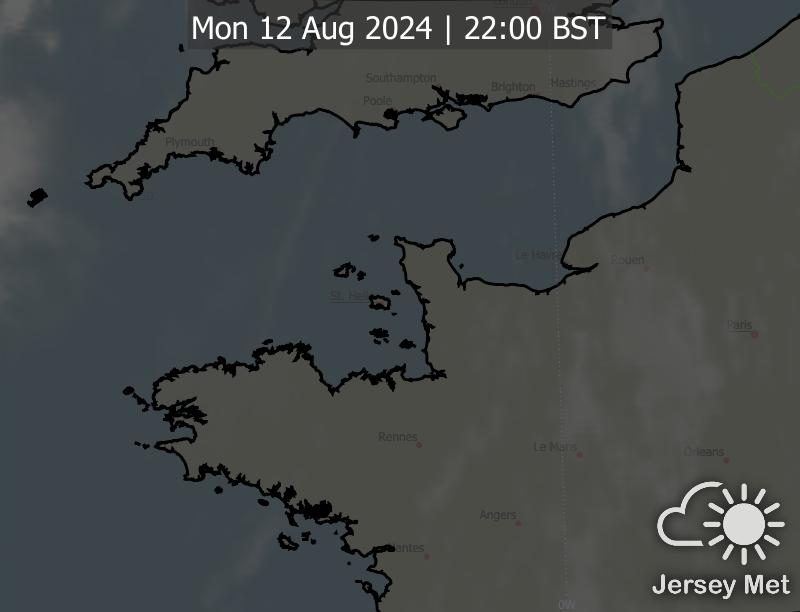 Mon 12 Aug 2024 | 22:00 BST
Southampton
Brighton
Hastings
Poole
Plymouth
Le Havre
Rouen
St. Helier
Paris
Rennes
Le Mans
Orleans
Angers
Nantes
Jersey Met
0W